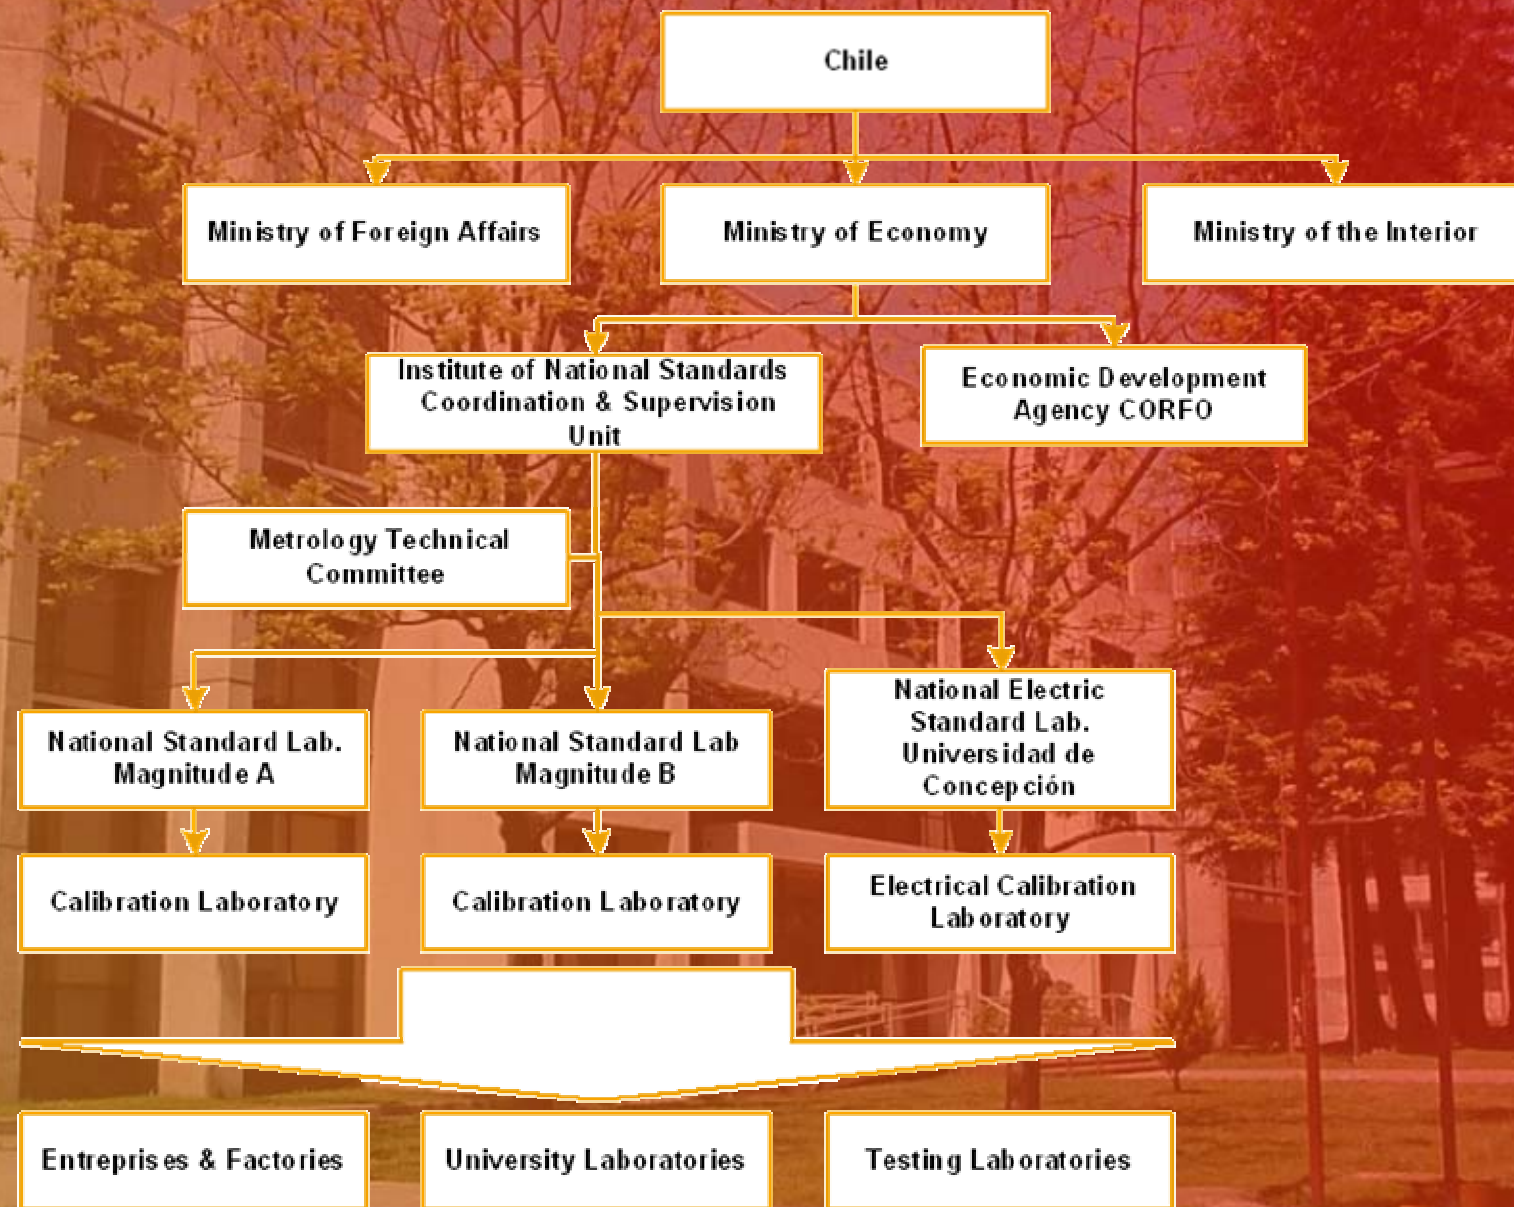 Chile
Ministry of Foreign Affairs
Ministry of Economy
Ministry of the Interior
Institute of National Standards
Coordination & Supervision
Unit
Economic Development
Agency CORFO
Metrology Technical
Committee
National Standard Lab.
Magnitude A
National Standard Lab
Magnitude B
National Electric
Standard Lab.
Universidad de
Concepción
Calibration Laboratory
Calibration Laboratory
Electrical Calibration
Laboratory
Entreprises & Factories
University Laboratories
Testing Laboratories